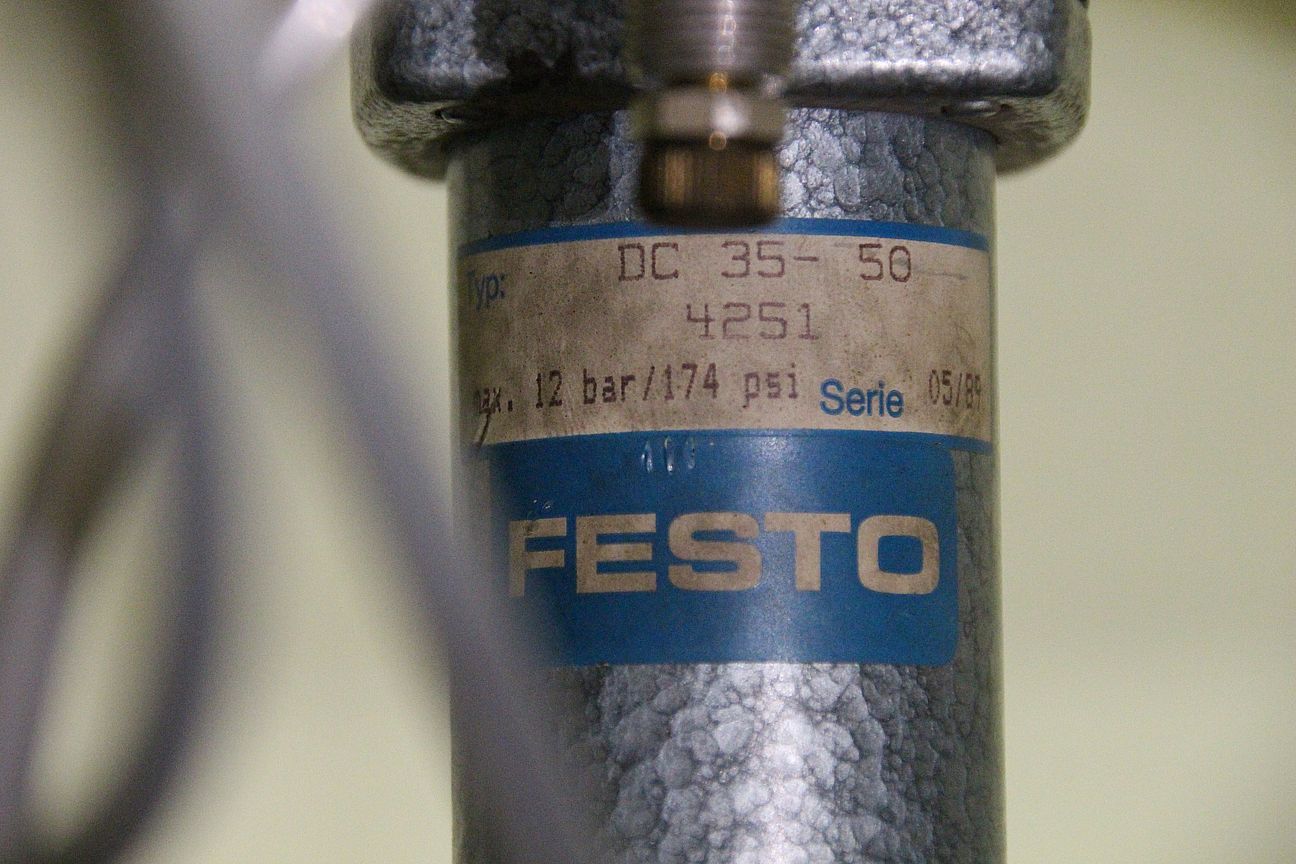 Typ: DC 35- 50
4251
max. 12 bar/174 psi Serie 05/89
FESTO